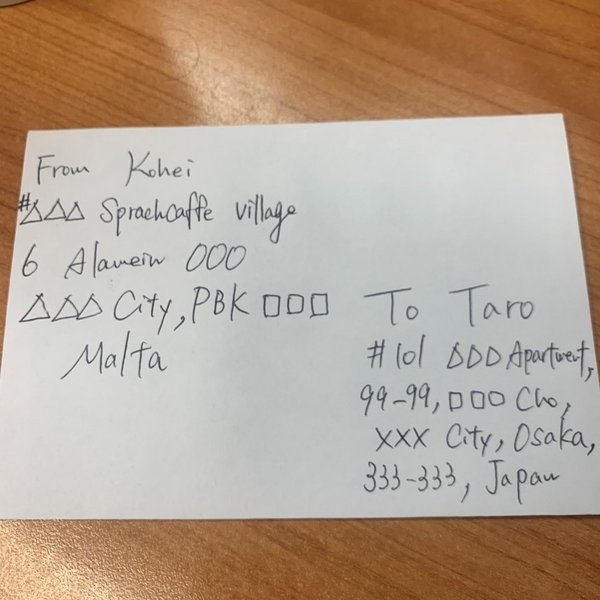 From Kohei
#△△△ Sprachcaffe village
6 Alamein OOO
△△△ City, PBK □□□
Malta
To Taro
#101 △△△ Apartment,
99-99, □□□ Cho,
××× City, Osaka,
333-333, Japan